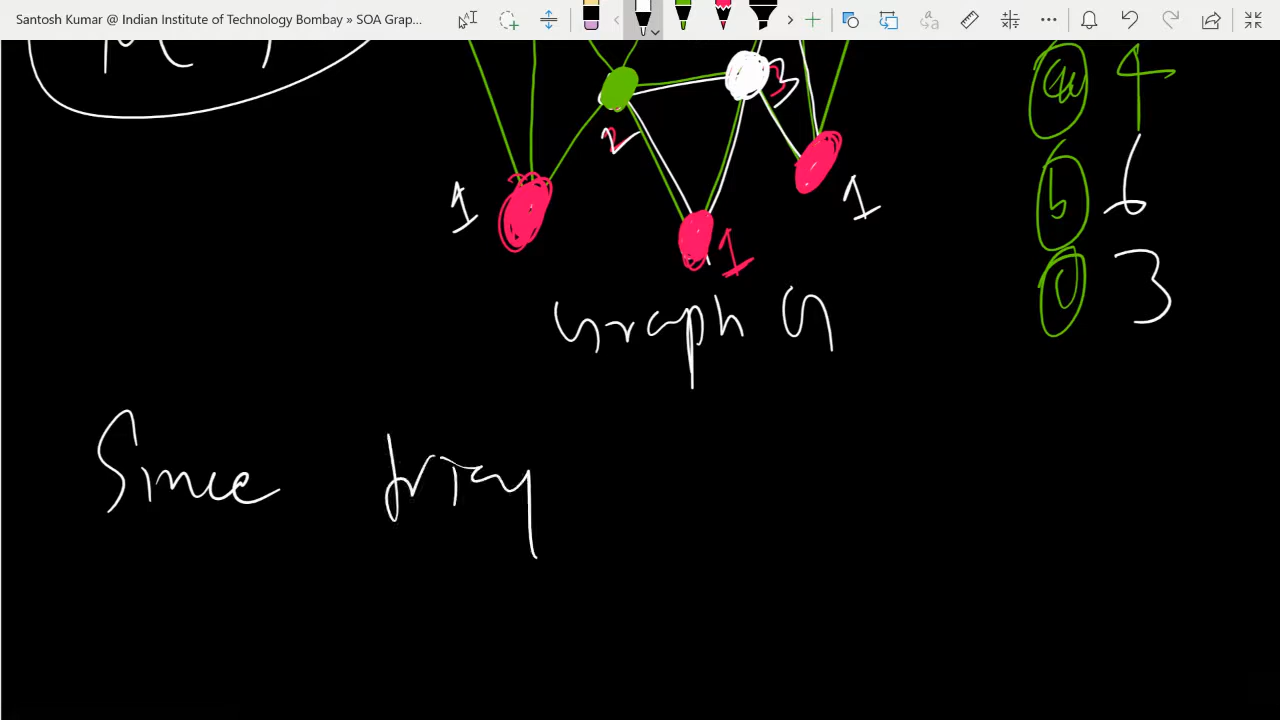 Santosh Kumar @ Indian Institute of Technology Bombay » SOA Grap...
3
2
1
1
1
a 4
b 6
c 3
Graph G
Since